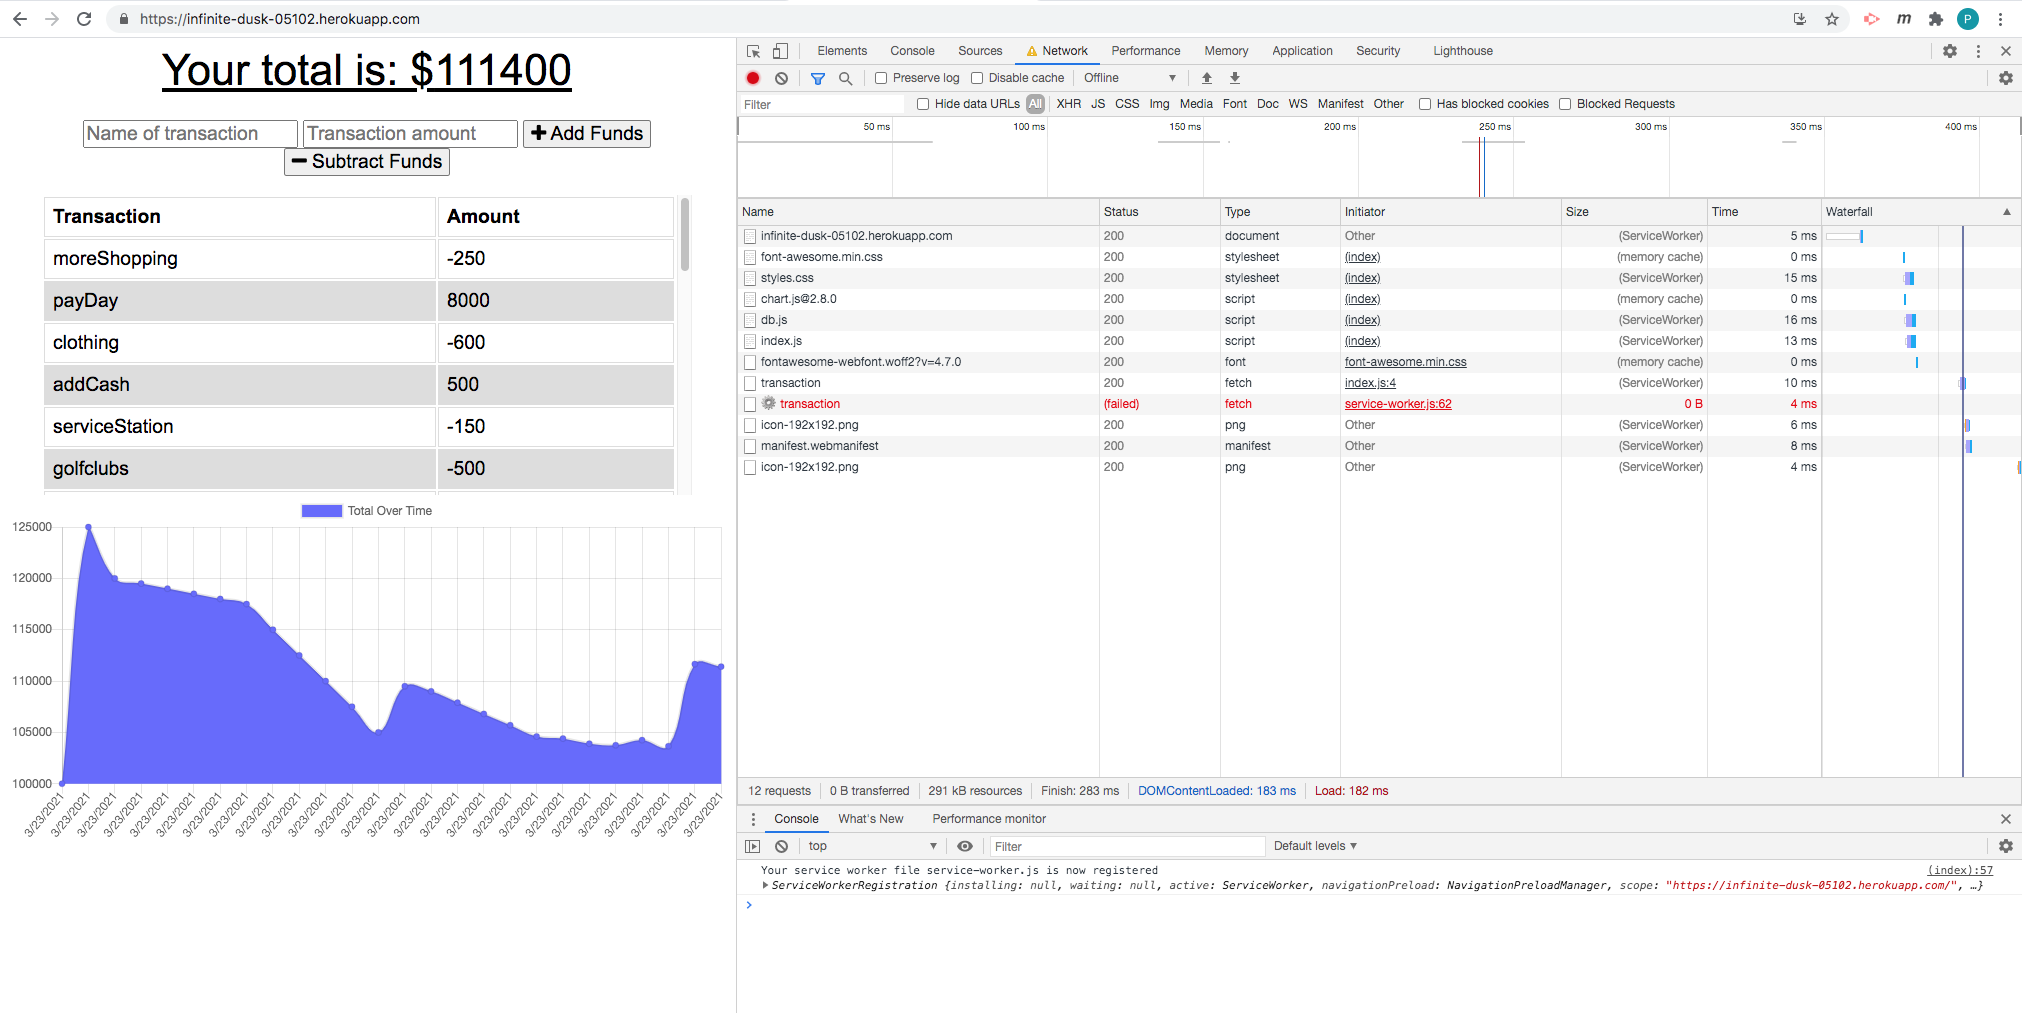 https://infinite-dusk-05102.herokuapp.com
P
Your total is: $111400
Name of transaction Transaction amount Add Funds
Subtract Funds
Transaction Amount
moreShopping -250
payDay 8000
clothing -600
addCash 500
serviceStation -150
golfclubs -500
Total Over Time
125000
120000
115000
110000
105000
100000
3/23/2021 3/23/2021 3/23/2021 3/23/2021 3/23/2021 3/23/2021 3/23/2021 3/23/2021 3/23/2021 3/23/2021 3/23/2021 3/23/2021 3/23/2021 3/23/2021 3/23/2021 3/23/2021 3/23/2021 3/23/2021 3/23/2021 3/23/2021 3/23/2021 3/23/2021 3/23/2021 3/23/2021 3/23/2021 3/23/2021
Elements Console Sources Network Performance Memory Application Security Lighthouse
Preserve log Disable cache Offline
Filter Hide data URLs All XHR JS CSS Img Media Font Doc WS Manifest Other Has blocked cookies Blocked Requests
50 ms 100 ms 150 ms 200 ms 250 ms 300 ms 350 ms 400 ms
Name Status Type Initiator Size Time Waterfall
infinite-dusk-05102.herokuapp.com 200 document Other (ServiceWorker) 5 ms
font-awesome.min.css 200 stylesheet (index) (memory cache) 0 ms
styles.css 200 stylesheet (index) (ServiceWorker) 15 ms
chart.js@2.8.0 200 script (index) (memory cache) 0 ms
db.js 200 script (index) (ServiceWorker) 16 ms
index.js 200 script (index) (ServiceWorker) 13 ms
fontawesome-webfont.woff2?v=4.7.0 200 font font-awesome.min.css (memory cache) 0 ms
transaction 200 fetch index.js:4 (ServiceWorker) 10 ms
transaction (failed) fetch service-worker.js:62 0 B 4 ms
icon-192x192.png 200 png Other (ServiceWorker) 6 ms
manifest.webmanifest 200 manifest Other (ServiceWorker) 8 ms
icon-192x192.png 200 png Other (ServiceWorker) 4 ms
12 requests 0 B transferred 291 kB resources Finish: 283 ms DOMContentLoaded: 183 ms Load: 182 ms
Console What's New Performance monitor
top Filter Default levels
Your service worker file service-worker.js is now registered (index):57
ServiceWorkerRegistration {installing: null, waiting: null, active: ServiceWorker, navigationPreload: NavigationPreloadManager, scope: "https://infinite-dusk-05102.herokuapp.com/", …}